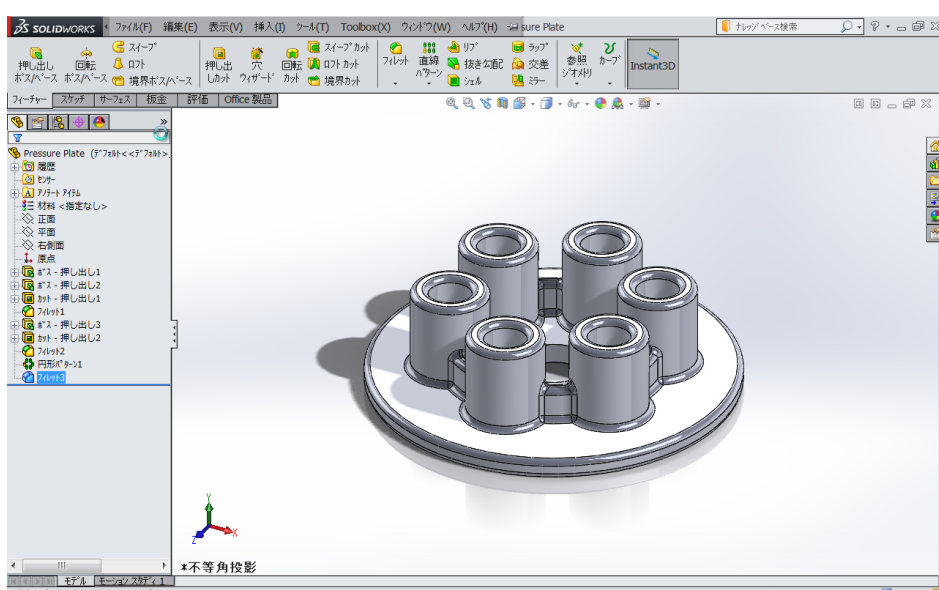 SOLIDWORKS ファイル(F) 編集(E) 表示(V) 挿入(I) ツール(T) Toolbox(X) ウィンドウ(W) ヘルプ(H) sure Plate ナレッジ ベース検索
押し出し ボス/ベース 回転 ボス/ベース スイープ ロフト 境界ボス/ベース 押し出しカット 穴 ウィザード 回転 カット スイープ カット ロフト カット 境界カット フィレット 直線 パターン リブ 抜き勾配 シェル ラップ 交差 ミラー 参照 ジオメトリ カーブ Instant3D
フィーチャー スケッチ サーフェス 板金 評価 Office 製品
Pressure Plate (デフォルト<<デフォルト>_
履歴
センサー
アノテート アイテム
材料 <指定なし>
正面
平面
右側面
原点
ボス - 押し出し1
ボス - 押し出し2
カット - 押し出し1
フィレット1
ボス - 押し出し3
カット - 押し出し2
フィレット2
円形パターン1
フィレット3
Y
X
Z
*不等角投影
モデル モーション スタディ 1